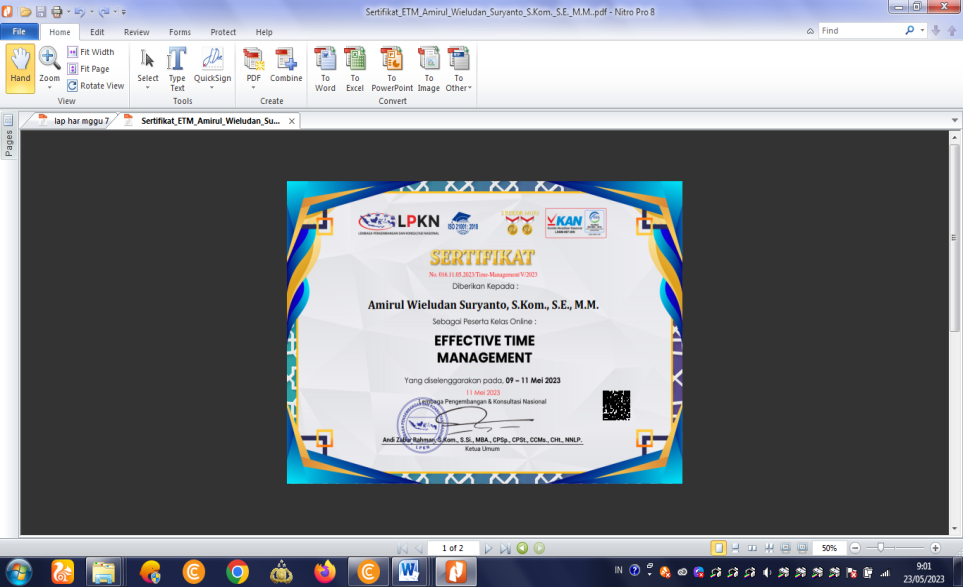 Sertifikat_ETM_Amirul_Wieludan_Suryanto_S.Kom._S.E._M.M..pdf - Nitro Pro 8
File Home Edit Review Forms Protect Help
Find
Hand
Zoom
Fit Width
Fit Page
Rotate View
View
Select
Type
Text
QuickSign
Tools
PDF
Combine
Create
To
Word
To
Excel
To
PowerPoint
To
Image
To
Other
Convert
lap har mggu 7
Sertifikat_ETM_Amirul_Wieludan_Su...
Pages
LPKN
LEMBAGA PENGEMBANGAN DAN KONSULTASI NASIONAL
ISO 21001: 2018
KAN
SERTIFIKAT
No. 016.11.05.2023/Time-Management/V/2023
Diberikan Kepada :
Amirul Wieludan Suryanto, S.Kom., S.E., M.M.
Sebagai Peserta Kelas Online :
EFFECTIVE TIME
MANAGEMENT
Yang diselenggarakan pada, 09 – 11 Mei 2023
11 Mei 2023
Lembaga Pengembangan & Konsultasi Nasional
LPKN
Andi Zabur Rahman, S.Kom., S.Si., MBA., CPSp., CPSt., CCMs., CHt., NNLP.
Ketua Umum
1 of 2
50%
IN
9:01
23/05/2023